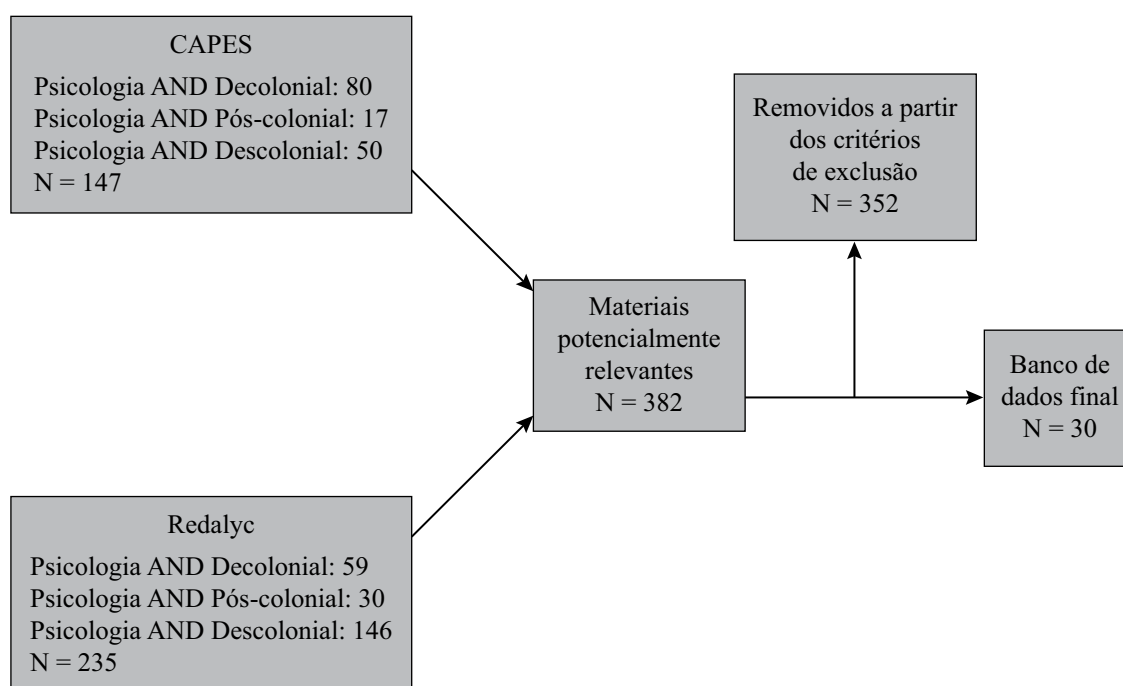 CAPES
Psicologia AND Decolonial: 80
Psicologia AND Pós-colonial: 17
Psicologia AND Descolonial: 50
N = 147
Removidos a partir
dos critérios
de exclusão
N = 352
Materiais
potencialmente
relevantes
N = 382
Banco de
dados final
N = 30
Redalyc
Psicologia AND Decolonial: 59
Psicologia AND Pós-colonial: 30
Psicologia AND Descolonial: 146
N = 235